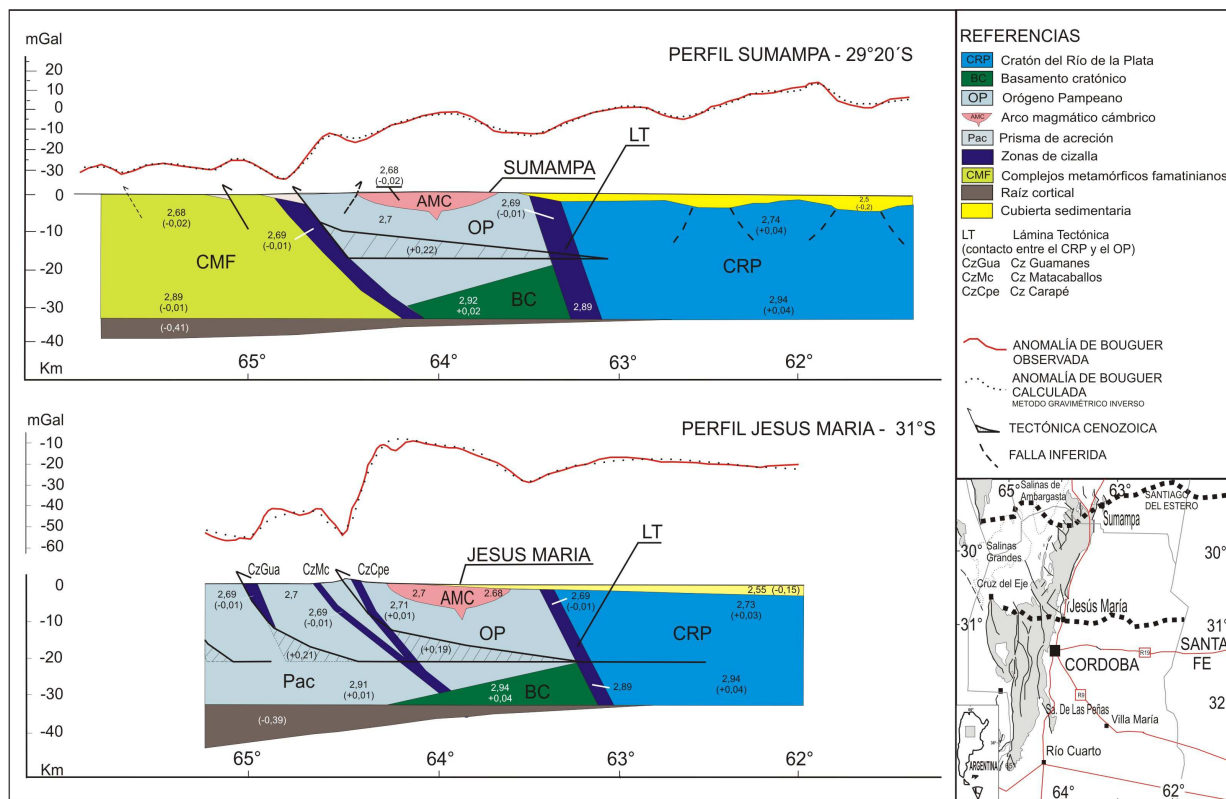 mGal
20
10
0
-10
-20
-30
0
-10
-20
-30
-40
Km
PERFIL SUMAMPA - 29°20´S
LT
SUMAMPA
2,68
(-0,02)
AMC
2,7
OP
2,69
(-0,01)
2,68
(-0,02)
2,69
(-0,01)
(+0,22)
CMF
2,89
(-0,01)
(-0,41)
2,92
+0,02
BC
2,89
2,5
(-0,2)
2,74
(+0,04)
CRP
2,94
(+0,04)
65°
64°
63°
62°
mGal
-10
-20
-30
-40
-50
-60
0
-10
-20
-30
-40
Km
PERFIL JESUS MARIA - 31°S
LT
JESUS MARIA
CzGua
CzMc
CzCpe
2,69
(-0,01)
2,7
2,69
(-0,01)
2,71
(+0,01)
2,7
2,68
AMC
OP
2,69
(-0,01)
2,55 (-0,15)
2,73
(+0,03)
CRP
(+0,21)
(+0,19)
Pac
2,91
(+0,01)
2,94
+0,04
BC
2,89
2,94
(+0,04)
(-0,39)
65°
64°
63°
62°
REFERENCIAS
CRP Cratón del Río de la Plata
BC Basamento cratónico
OP Orógeno Pampeano
AMC Arco magmático cámbrico
Pac Prisma de acreción
Zonas de cizalla
CMF Complejos metamórficos famatinianos
Raíz cortical
Cubierta sedimentaria
LT Lámina Tectónica
(contacto entre el CRP y el OP)
CzGua Cz Guamanes
CzMc Cz Matacaballos
CzCpe Cz Carapé
ANOMALÍA DE BOUGUER
OBSERVADA
ANOMALÍA DE BOUGUER
CALCULADA
METODO GRAVIMÉTRICO INVERSO
TECTÓNICA CENOZOICA
FALLA INFERIDA
65°
63°
Salinas de
Ambargasta
SANTIAGO
DEL ESTERO
Sumampa
30°
30°
Salinas
Grandes
Cruz del Eje
Jesús María
31°
31°
SANTA
FE
CORDOBA
R19
R9
32°
Sa. De Las Peñas
Villa María
Río Cuarto
ARGENTINA
64°
62°